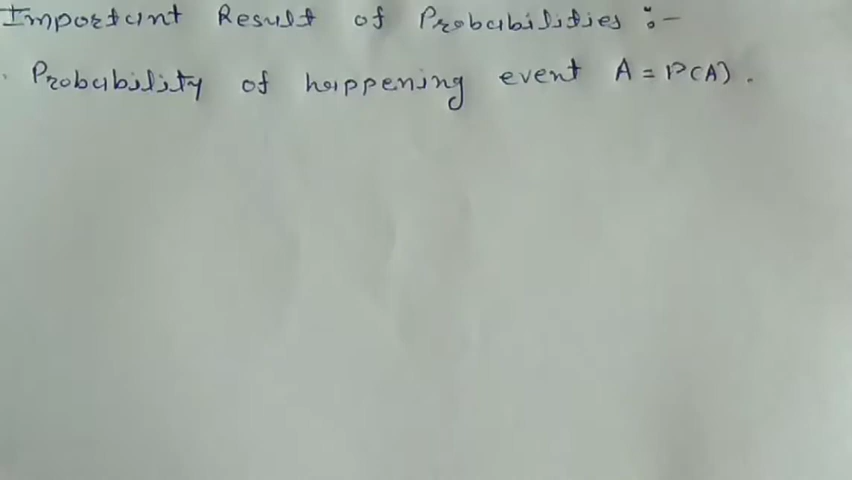 Important Result of Probabilities :-
Probability of happening event A = P(A).